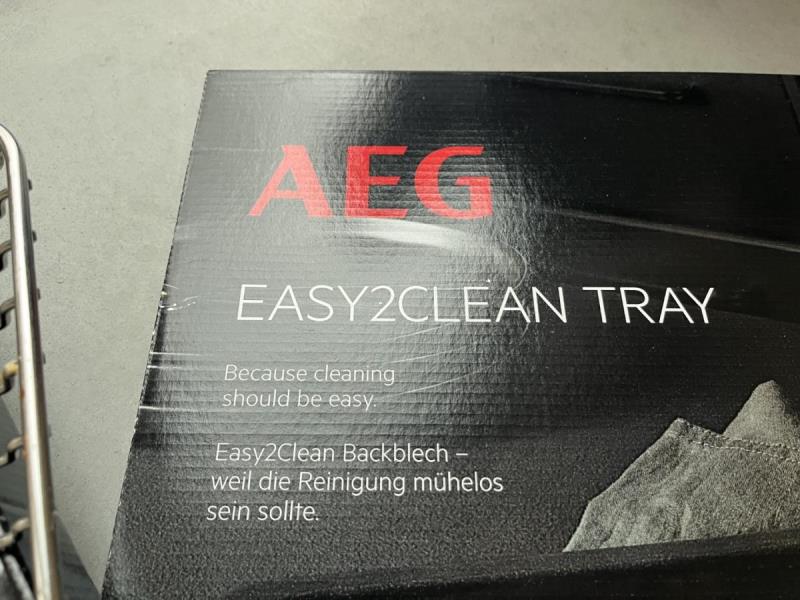 AEG
EASY2CLEAN TRAY
Because cleaning
should be easy.
Easy2Clean Backblech –
weil die Reinigung mühelos
sein sollte.